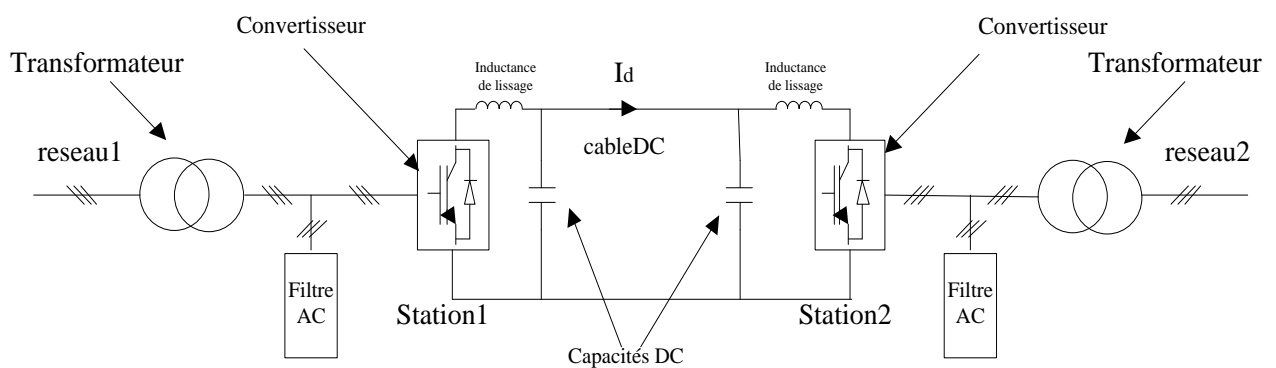 Convertisseur
Convertisseur
Transformateur
Inductance
de lissage
Id
Inductance
de lissage
Transformateur
reseau1
cableDC
reseau2
Filtre
AC
Station1
Station2
Filtre
AC
Capacités DC